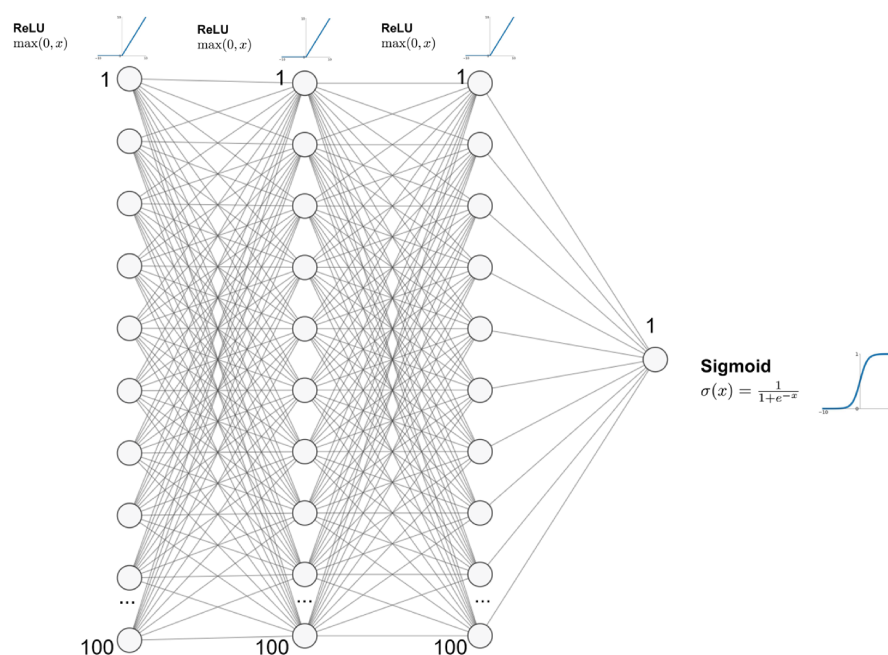 ReLU
max(0, x)
ReLU
max(0, x)
ReLU
max(0, x)
1
1
1
1
Sigmoid
σ(x) = 1/(1+e^{-x})
...
...
...
100
100
100